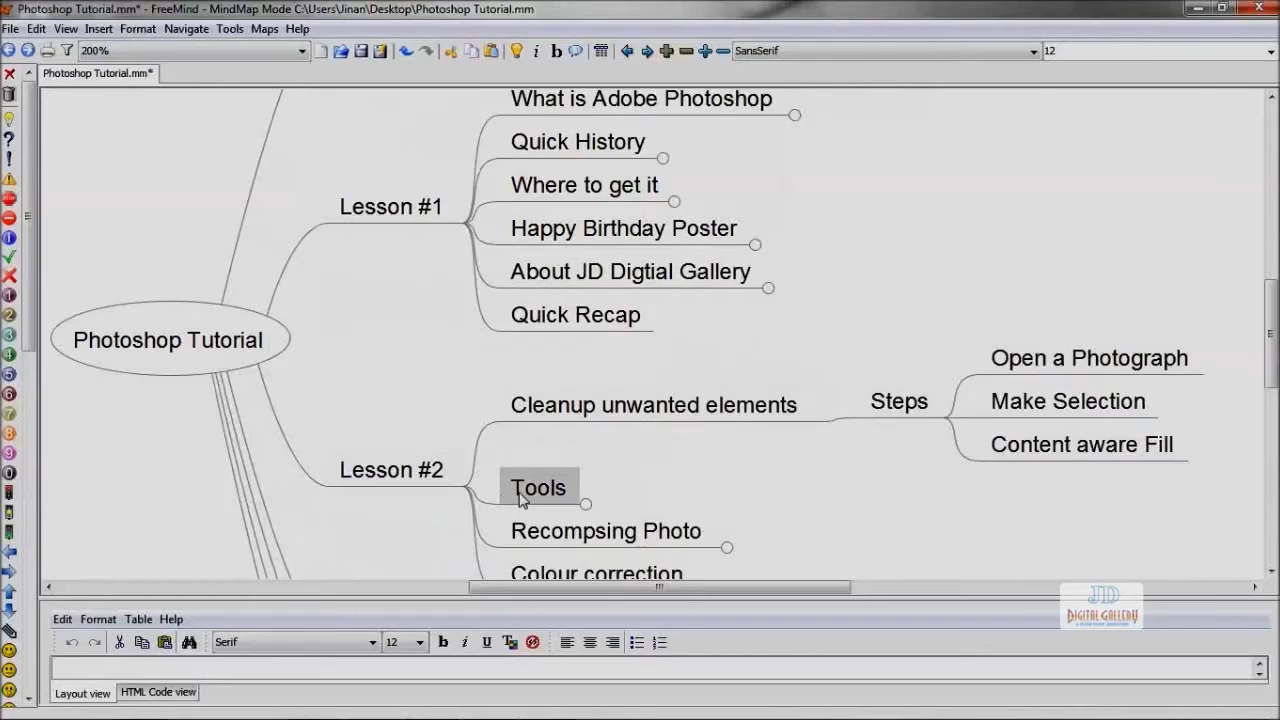 Photoshop Tutorial.mm* - FreeMind - MindMap Mode C:\Users\Jinan\Desktop\Photoshop Tutorial.mm
File Edit View Insert Format Navigate Tools Maps Help
200%
SansSerif
12
Photoshop Tutorial.mm*
What is Adobe Photoshop
Quick History
Where to get it
Lesson #1
Happy Birthday Poster
About JD Digtial Gallery
Quick Recap
Photoshop Tutorial
Open a Photograph
Cleanup unwanted elements
Steps
Make Selection
Content aware Fill
Lesson #2
Tools
Recompsing Photo
Colour correction
JD
DIGITAL GALLERY
Edit Format Table Help
Serif
12
Layout view
HTML Code view